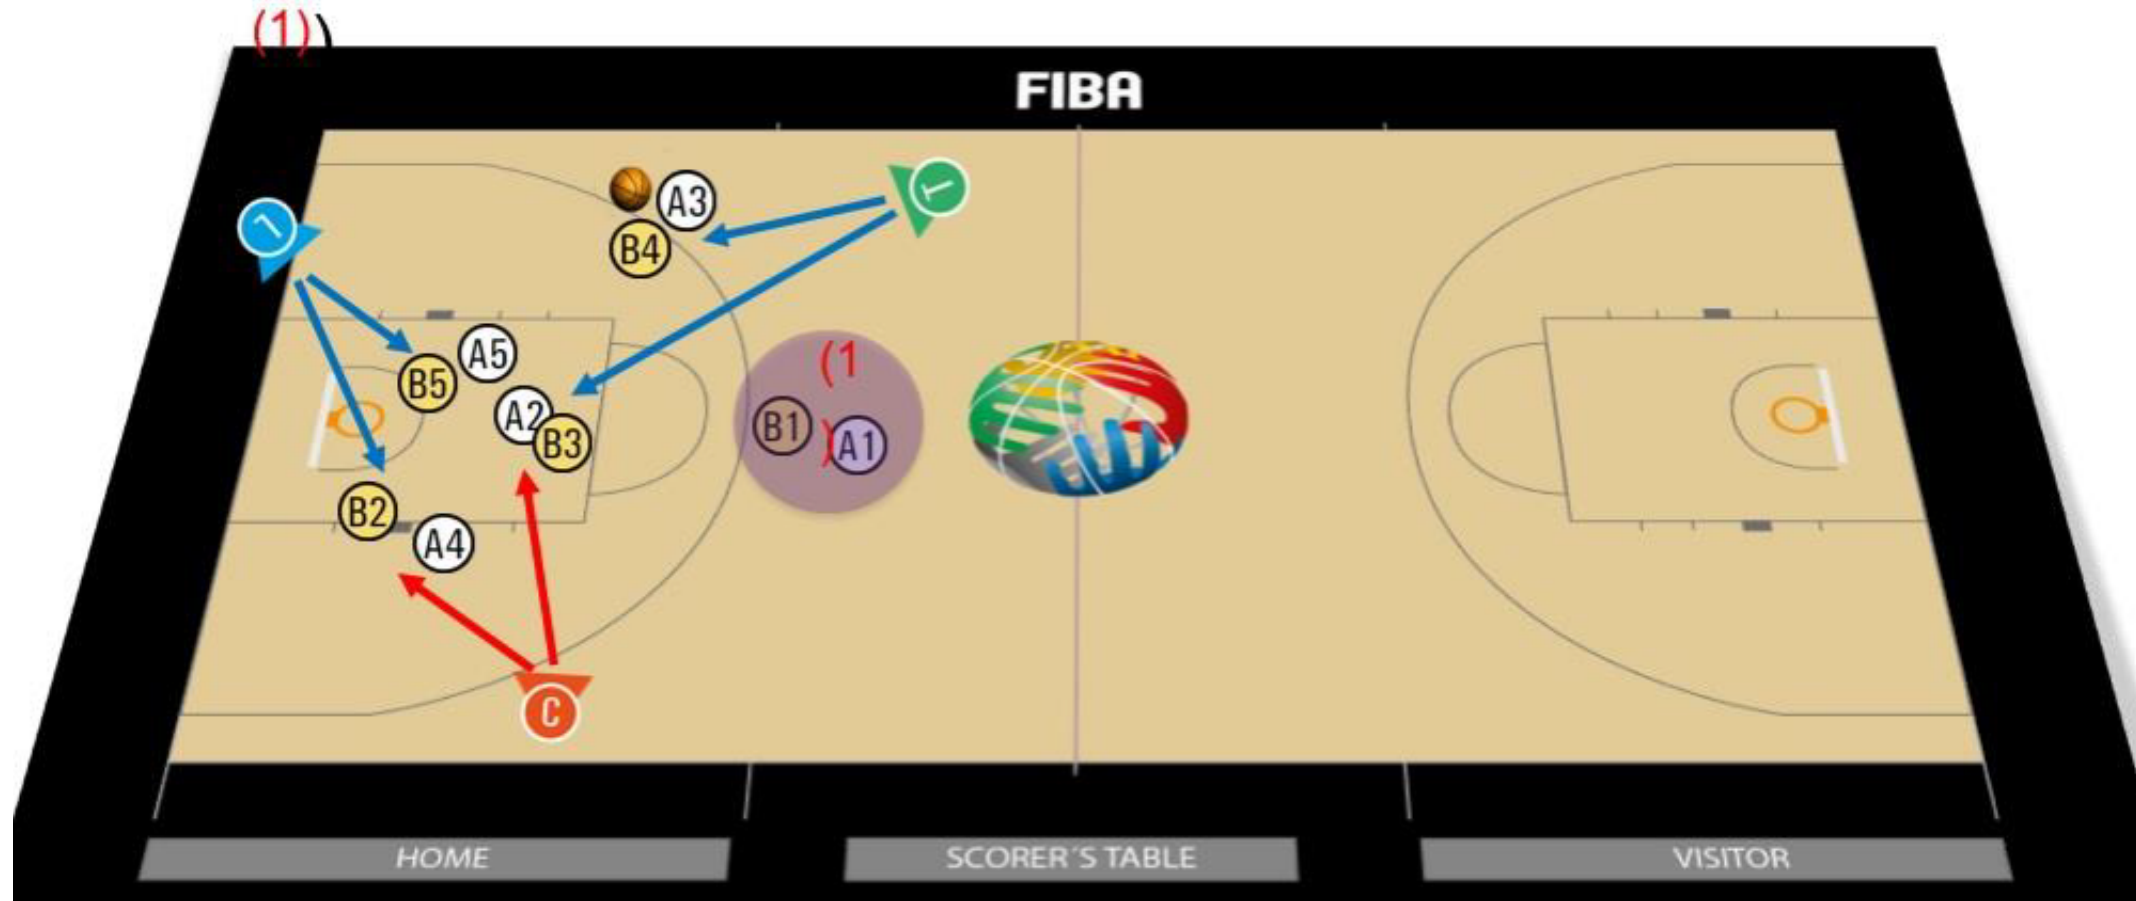 (1))
FIBA
A3
T
L
B4
(1
A5
B5
A2
B1
)
A1
B3
B2
A4
C
HOME
SCORER´S TABLE
VISITOR